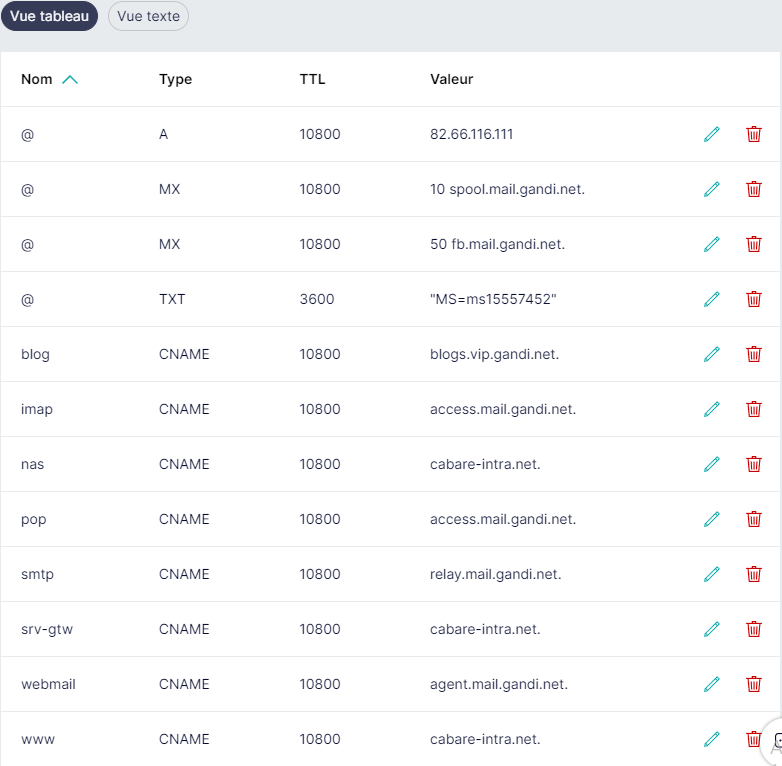 Vue tableau Vue texte
Nom Type TTL Valeur
@ A 10800 82.66.116.111
@ MX 10800 10 spool.mail.gandi.net.
@ MX 10800 50 fb.mail.gandi.net.
@ TXT 3600 "MS=ms15557452"
blog CNAME 10800 blogs.vip.gandi.net.
imap CNAME 10800 access.mail.gandi.net.
nas CNAME 10800 cabare-intra.net.
pop CNAME 10800 access.mail.gandi.net.
smtp CNAME 10800 relay.mail.gandi.net.
srv-gtw CNAME 10800 cabare-intra.net.
webmail CNAME 10800 agent.mail.gandi.net.
www CNAME 10800 cabare-intra.net.